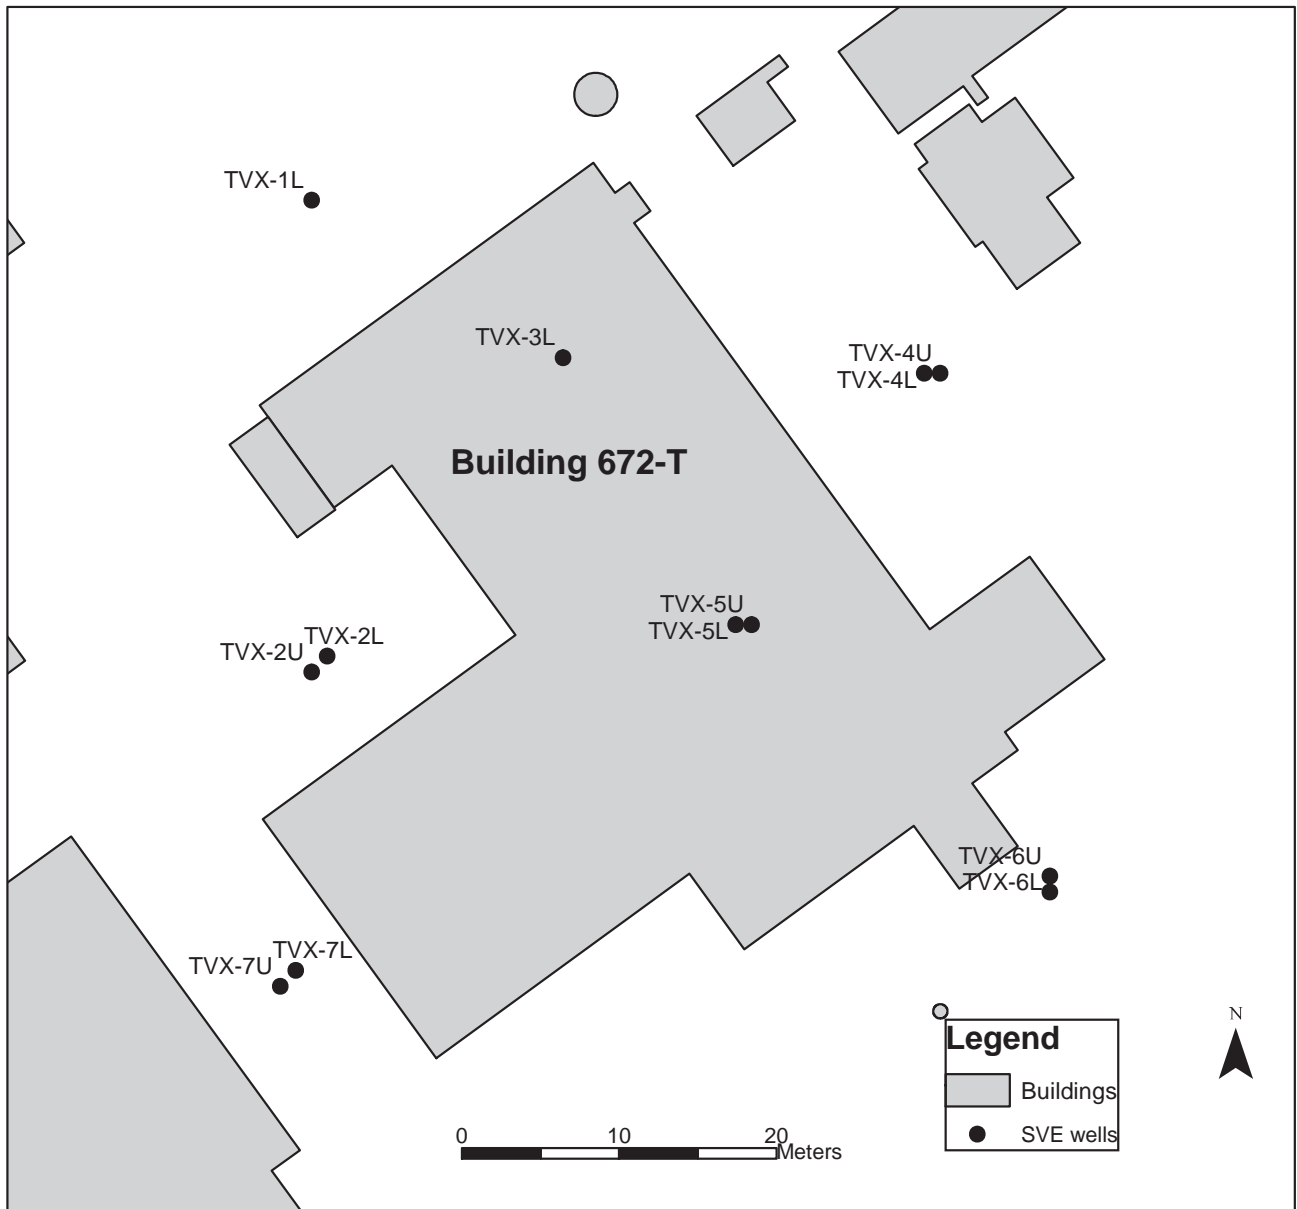 TVX-1L
TVX-3L
TVX-4U
TVX-4L
Building 672-T
TVX-5U
TVX-5L
TVX-2L
TVX-2U
TVX-6U
TVX-6L
TVX-7L
TVX-7U
N
Legend
Buildings
SVE wells
0 10 20
Meters